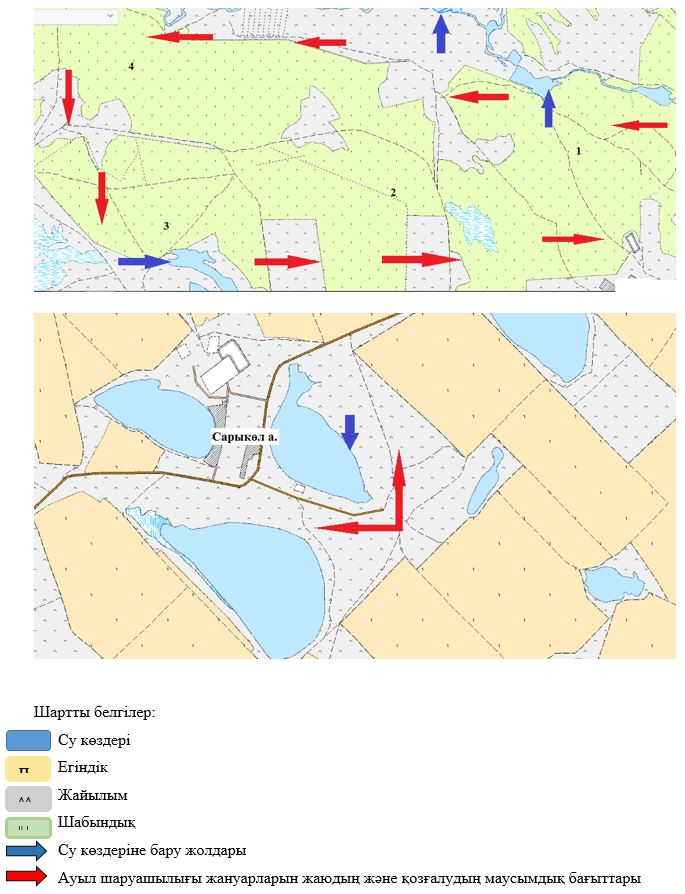 4
1
2
3
Сарыкөл а.
Шартты белгілер:
Су көздері
Егіндік
Жайылым
Шабындық
Су көздеріне бару жолдары
Ауыл шаруашылығы жануарларын жаюдың және қозғалудың маусымдық бағыттары